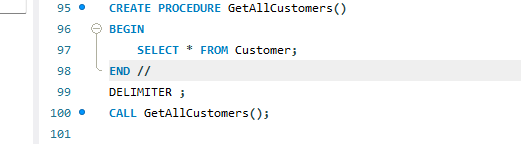 95 CREATE PROCEDURE GetAllCustomers()
96 BEGIN
97 SELECT * FROM Customer;
98 END //
99 DELIMITER ;
100 CALL GetAllCustomers();
101